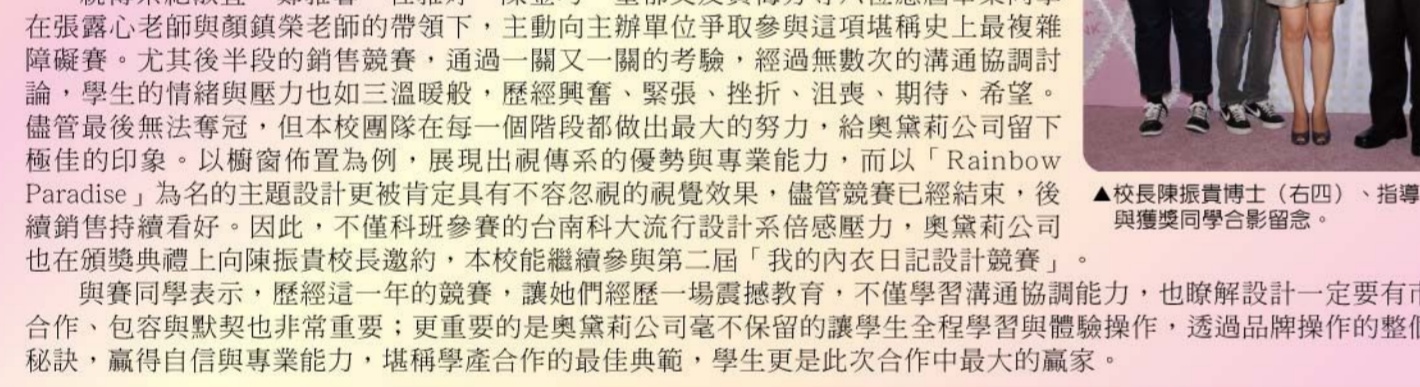 在張露心老師與顏鎮榮老師的帶領下，主動向主辦單位爭取參與這項堪稱史上最複雜
障礙賽。尤其後半段的銷售競賽，通過一關又一關的考驗，經過無數次的溝通協調討
論，學生的情緒與壓力也如三溫暖般，歷經興奮、緊張、挫折、沮喪、期待、希望。
儘管最後無法奪冠，但本校團隊在每一個階段都做出最大的努力，給奧黛莉公司留下
極佳的印象。以櫥窗佈置為例，展現出視傳系的優勢與專業能力，而以「Rainbow
Paradise」為名的主題設計更被肯定具有不容忽視的視覺效果，儘管競賽已經結束，後
續銷售持續看好。因此，不僅科班參賽的台南科大流行設計系倍感壓力，奧黛莉公司
也在頒獎典禮上向陳振貴校長邀約，本校能繼續參與第二屆「我的內衣日記設計競賽」。
與賽同學表示，歷經這一年的競賽，讓她們經歷一場震撼教育，不僅學習溝通協調能力，也瞭解設計一定要有
合作、包容與默契也非常重要；更重要的是奧黛莉公司毫不保留的讓學生全程學習與體驗操作，透過品牌操作的整
秘訣，贏得自信與專業能力，堪稱學產合作的最佳典範，學生更是此次合作中最大的贏家。
▲校長陳振貴博士（右四）、指導
與獲獎同學合影留念。